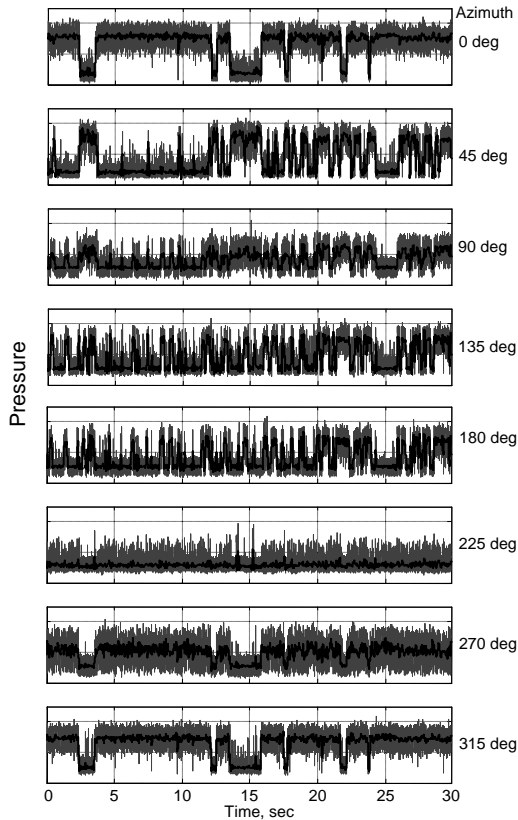 Azimuth
0 deg
45 deg
90 deg
135 deg
180 deg
225 deg
270 deg
315 deg
Pressure
0 5 10 15 20 25 30
Time, sec